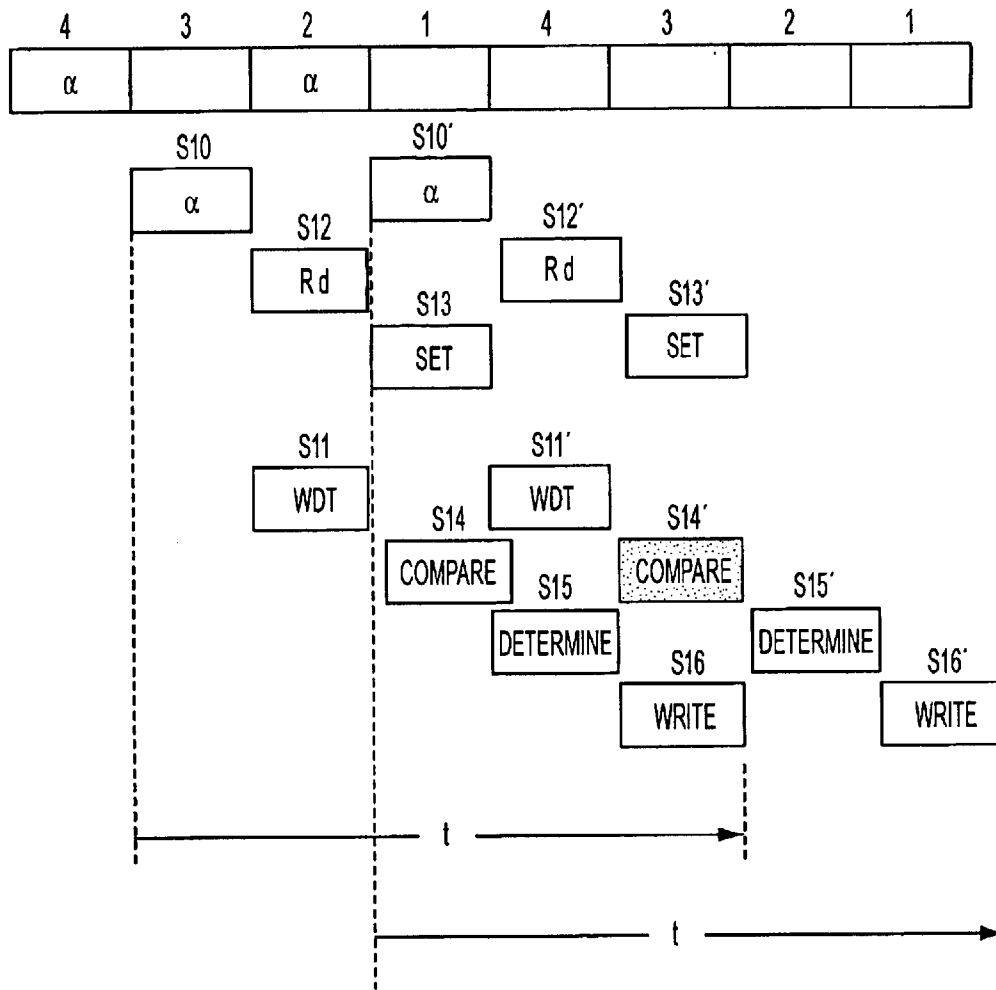 4 3 2 1 4 3 2 1
α α
S10 S10′
α α
S12 S12′
Rd Rd
S13 S13′
SET SET
S11 S11′
WDT WDT
S14 S14′
COMPARE COMPARE
S15 S15′
DETERMINE DETERMINE
S16 S16′
WRITE WRITE
t
t